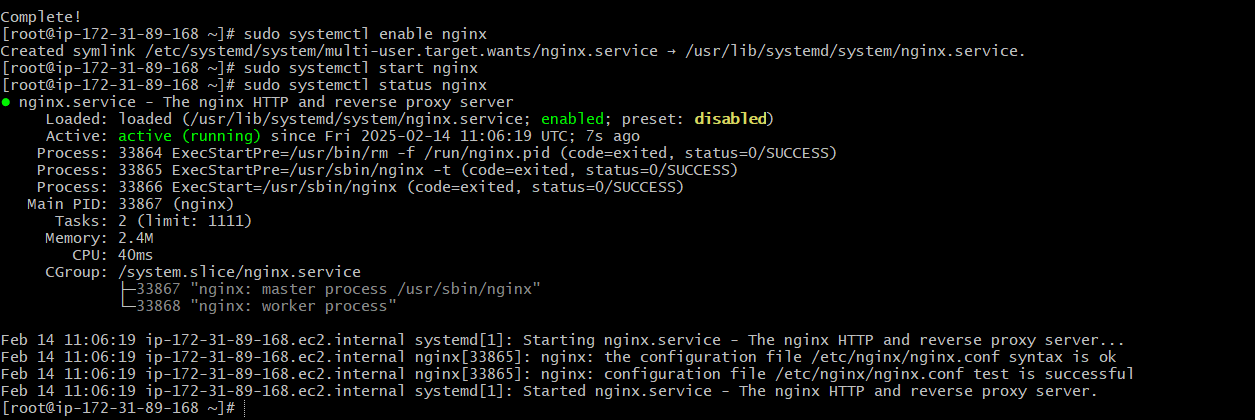 Complete!
[root@ip-172-31-89-168 ~]# sudo systemctl enable nginx
Created symlink /etc/systemd/system/multi-user.target.wants/nginx.service → /usr/lib/systemd/system/nginx.service.
[root@ip-172-31-89-168 ~]# sudo systemctl start nginx
[root@ip-172-31-89-168 ~]# sudo systemctl status nginx
● nginx.service - The nginx HTTP and reverse proxy server
     Loaded: loaded (/usr/lib/systemd/system/nginx.service; enabled; preset: disabled)
     Active: active (running) since Fri 2025-02-14 11:06:19 UTC; 7s ago
    Process: 33864 ExecStartPre=/usr/bin/rm -f /run/nginx.pid (code=exited, status=0/SUCCESS)
    Process: 33865 ExecStartPre=/usr/sbin/nginx -t (code=exited, status=0/SUCCESS)
    Process: 33866 ExecStart=/usr/sbin/nginx (code=exited, status=0/SUCCESS)
   Main PID: 33867 (nginx)
      Tasks: 2 (limit: 1111)
     Memory: 2.4M
        CPU: 40ms
     CGroup: /system.slice/nginx.service
             ├─33867 "nginx: master process /usr/sbin/nginx"
             └─33868 "nginx: worker process"

Feb 14 11:06:19 ip-172-31-89-168.ec2.internal systemd[1]: Starting nginx.service - The nginx HTTP and reverse proxy server...
Feb 14 11:06:19 ip-172-31-89-168.ec2.internal nginx[33865]: nginx: the configuration file /etc/nginx/nginx.conf syntax is ok
Feb 14 11:06:19 ip-172-31-89-168.ec2.internal nginx[33865]: nginx: configuration file /etc/nginx/nginx.conf test is successful
Feb 14 11:06:19 ip-172-31-89-168.ec2.internal systemd[1]: Started nginx.service - The nginx HTTP and reverse proxy server.
[root@ip-172-31-89-168 ~]#